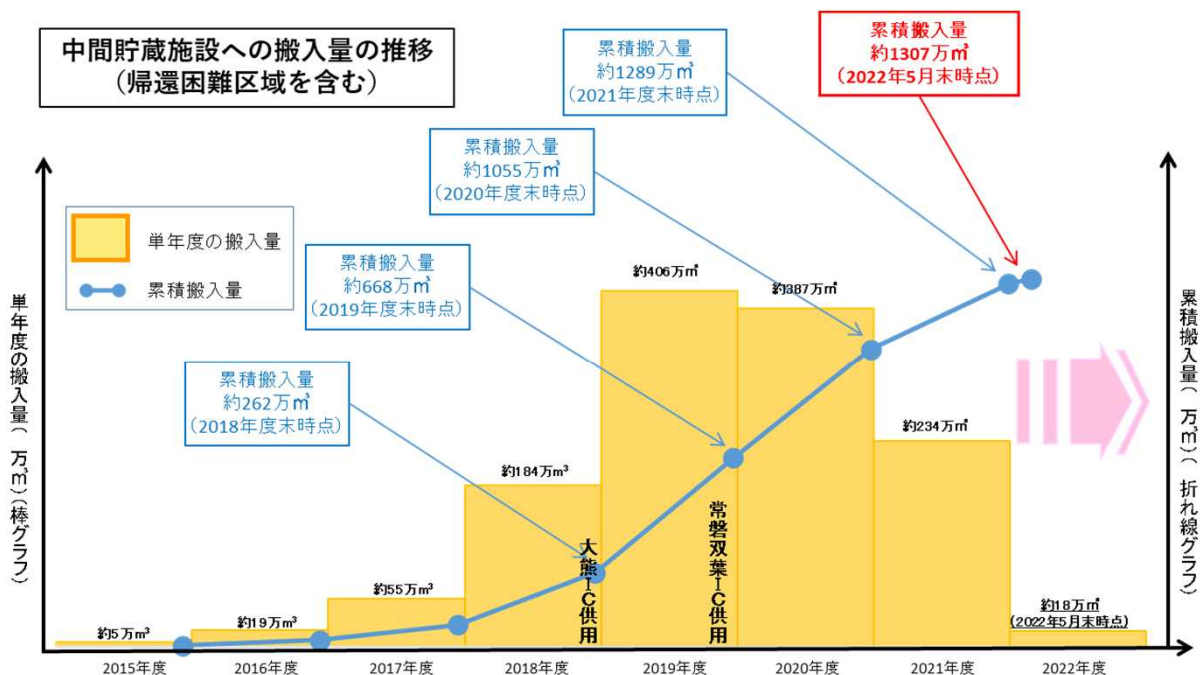 中間貯蔵施設への搬入量の推移
（帰還困難区域を含む）
累積搬入量
約1289万㎥
（2021年度末時点）
累積搬入量
約1307万㎥
（2022年5月末時点）
累積搬入量
約1055万㎥
（2020年度末時点）
単年度の搬入量
累積搬入量
累積搬入量
約668万㎥
（2019年度末時点）
累積搬入量
約262万㎥
（2018年度末時点）
単年度の搬入量（ 万㎥）（棒グラフ）
累積搬入量（ 万㎥）（ 折れ線グラフ）
約5万m³
約19万m³
約55万m³
約184万m³
約406万㎥
約387万㎥
約234万㎥
約18万㎥
（2022年5月末時点）
大熊IC供用
常磐双葉IC供用
2015年度
2016年度
2017年度
2018年度
2019年度
2020年度
2021年度
2022年度